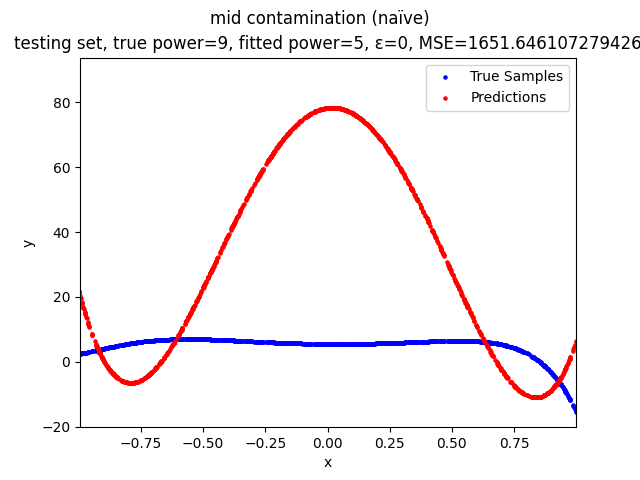 mid contamination (naïve)
testing set, true power=9, fitted power=5, ε=0, MSE=1651.646107279426
True Samples
Predictions
80
60
40
20
0
−20
y
−0.75 −0.50 −0.25 0.00 0.25 0.50 0.75
x